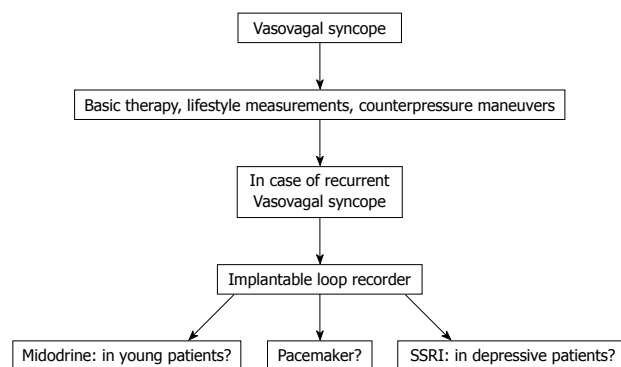 Vasovagal syncope
Basic therapy, lifestyle measurements, counterpressure maneuvers
In case of recurrent
Vasovagal syncope
Implantable loop recorder
Midodrine: in young patients?
Pacemaker?
SSRI: in depressive patients?